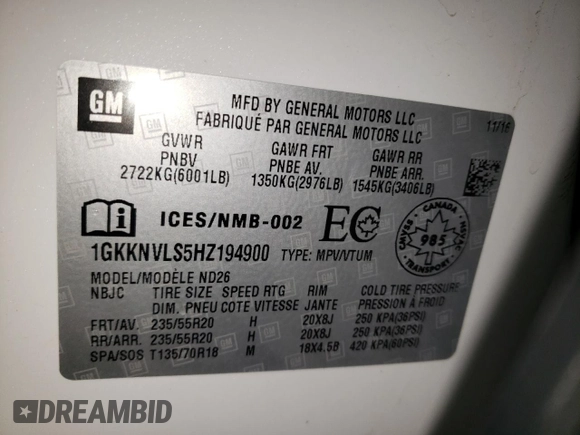 GM
MFD BY GENERAL MOTORS LLC
FABRIQUÉ PAR GENERAL MOTORS LLC
11/16
GVWR GAWR FRT GAWR RR
PNBV PNBE AV. PNBE ARR.
2722KG(6001LB) 1350KG(2976LB) 1545KG(3406LB)
ICES/NMB-002 EC
CANADA
CMVSS 985 NSVAC
TRANSPORT
1GKKNVLS5HZ194900 TYPE: MPV/VTUM
MODEL/MODÈLE ND26
NBJC TIRE SIZE SPEED RTG RIM COLD TIRE PRESSURE
DIM. PNEU COTE VITESSE JANTE PRESSION À FROID
FRT/AV. 235/55R20 H 20X8J 250 KPA(36PSI)
RR/ARR. 235/55R20 H 20X8J 250 KPA(36PSI)
SPA/SOS T135/70R18 M 18X4.5B 420 KPA(60PSI)
DREAMBID